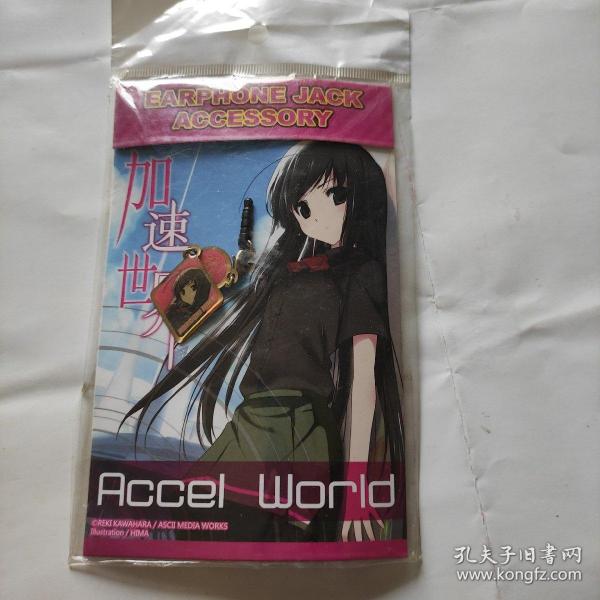 EARPHONE JACK
ACCESSORY
加速世界
Accel World
©REKI KAWAHARA / ASCII MEDIA WORKS
Illustration / HIMA
孔夫子旧书网
www.kongfz.com